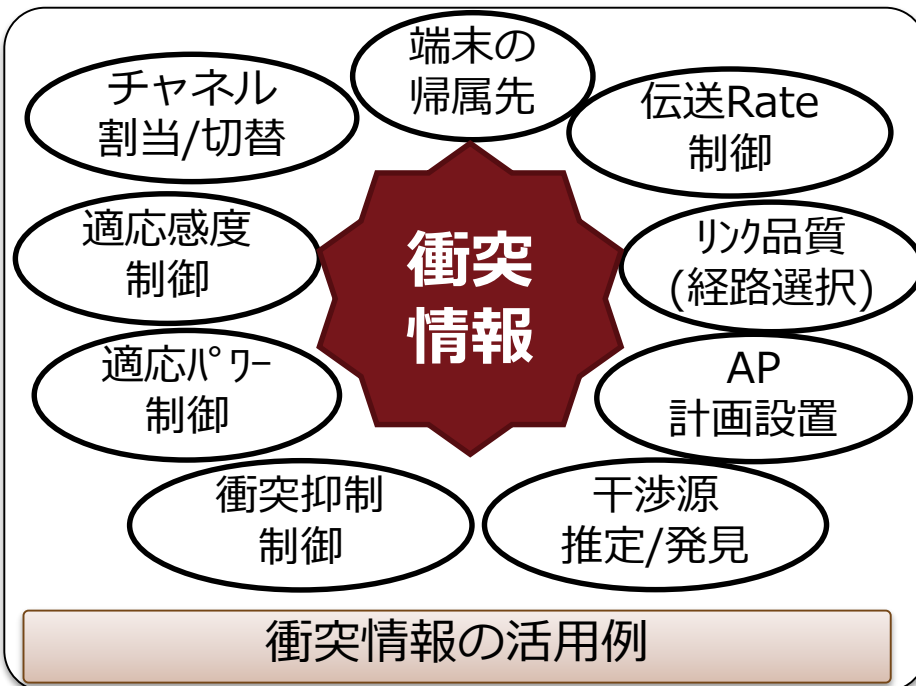 端末の
帰属先
チャネル
割当/切替
伝送Rate
制御
適応感度
制御
衝突
情報
ﾘﾝｸ品質
(経路選択)
適応ﾊﾟﾜｰ
制御
AP
計画設置
衝突抑制
制御
干渉源
推定/発見
衝突情報の活用例